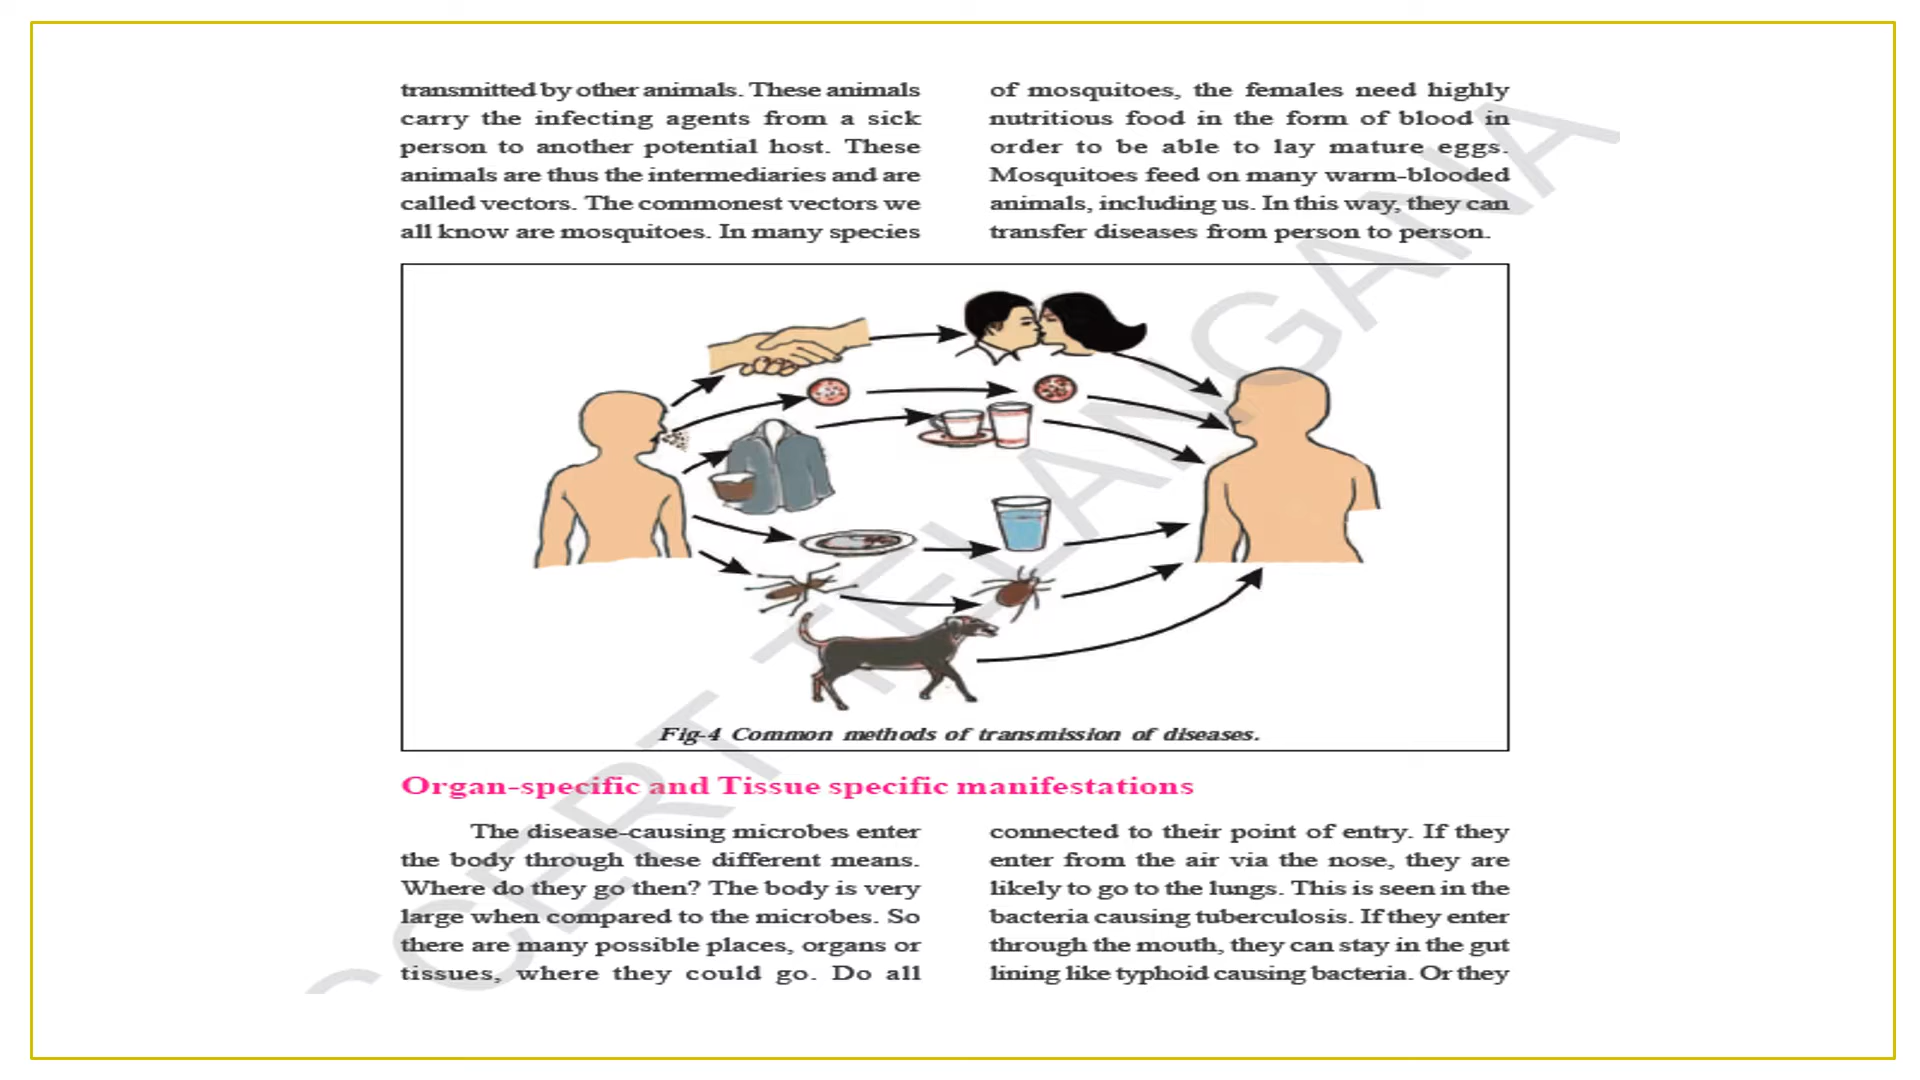 transmitted by other animals. These animals
carry the infecting agents from a sick
person to another potential host. These
animals are thus the intermediaries and are
called vectors. The commonest vectors we
all know are mosquitoes. In many species
of mosquitoes, the females need highly
nutritious food in the form of blood in
order to be able to lay mature eggs.
Mosquitoes feed on many warm-blooded
animals, including us. In this way, they can
transfer diseases from person to person.
Fig-4 Common methods of transmission of diseases.
Organ-specific and Tissue specific manifestations
The disease-causing microbes enter
the body through these different means.
Where do they go then? The body is very
large when compared to the microbes. So
there are many possible places, organs or
tissues, where they could go. Do all
connected to their point of entry. If they
enter from the air via the nose, they are
likely to go to the lungs. This is seen in the
bacteria causing tuberculosis. If they enter
through the mouth, they can stay in the gut
lining like typhoid causing bacteria. Or they
CERT TELANGANA